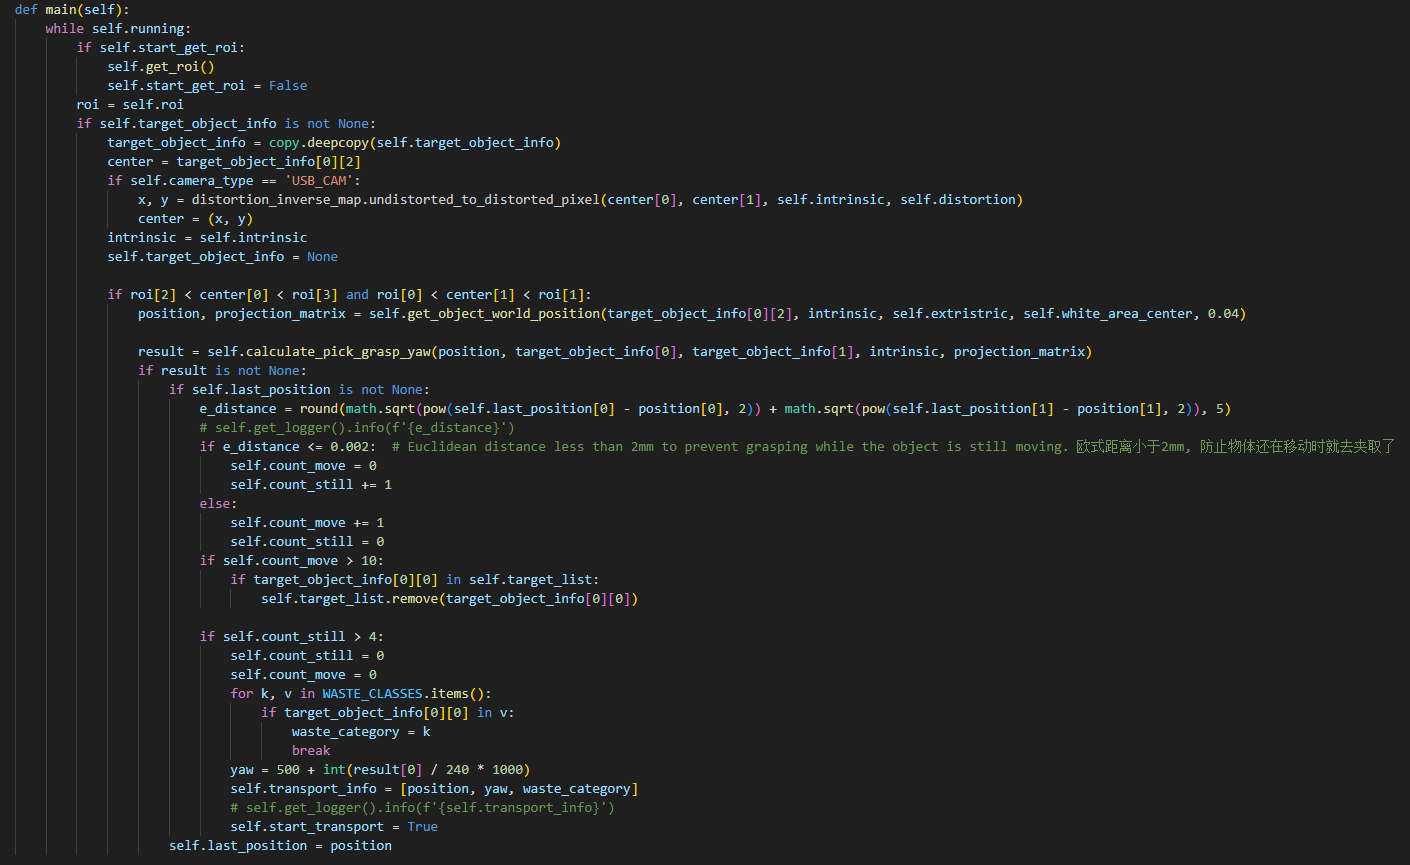 def main(self):
while self.running:
if self.start_get_roi:
self.get_roi()
self.start_get_roi = False
roi = self.roi
if self.target_object_info is not None:
target_object_info = copy.deepcopy(self.target_object_info)
center = target_object_info[0][2]
if self.camera_type == 'USB_CAM':
x, y = distortion_inverse_map.undistorted_to_distorted_pixel(center[0], center[1], self.intrinsic, self.distortion)
center = (x, y)
intrinsic = self.intrinsic
self.target_object_info = None
if roi[2] < center[0] < roi[3] and roi[0] < center[1] < roi[1]:
position, projection_matrix = self.get_object_world_position(target_object_info[0][2], intrinsic, self.extristric, self.white_area_center, 0.04)
result = self.calculate_pick_grasp_yaw(position, target_object_info[0], target_object_info[1], intrinsic, projection_matrix)
if result is not None:
if self.last_position is not None:
e_distance = round(math.sqrt(pow(self.last_position[0] - position[0], 2)) + math.sqrt(pow(self.last_position[1] - position[1], 2)), 5)
# self.get_logger().info(f'{e_distance}')
if e_distance <= 0.002:  # Euclidean distance less than 2mm to prevent grasping while the object is still moving. 欧式距离小于2mm, 防止物体还在移动时就去夹取了
self.count_move = 0
self.count_still += 1
else:
self.count_move += 1
self.count_still = 0
if self.count_move > 10:
if target_object_info[0][0] in self.target_list:
self.target_list.remove(target_object_info[0][0])
if self.count_still > 4:
self.count_still = 0
self.count_move = 0
for k, v in WASTE_CLASSES.items():
if target_object_info[0][0] in v:
waste_category = k
break
yaw = 500 + int(result[0] / 240 * 1000)
self.transport_info = [position, yaw, waste_category]
# self.get_logger().info(f'{self.transport_info}')
self.start_transport = True
self.last_position = position